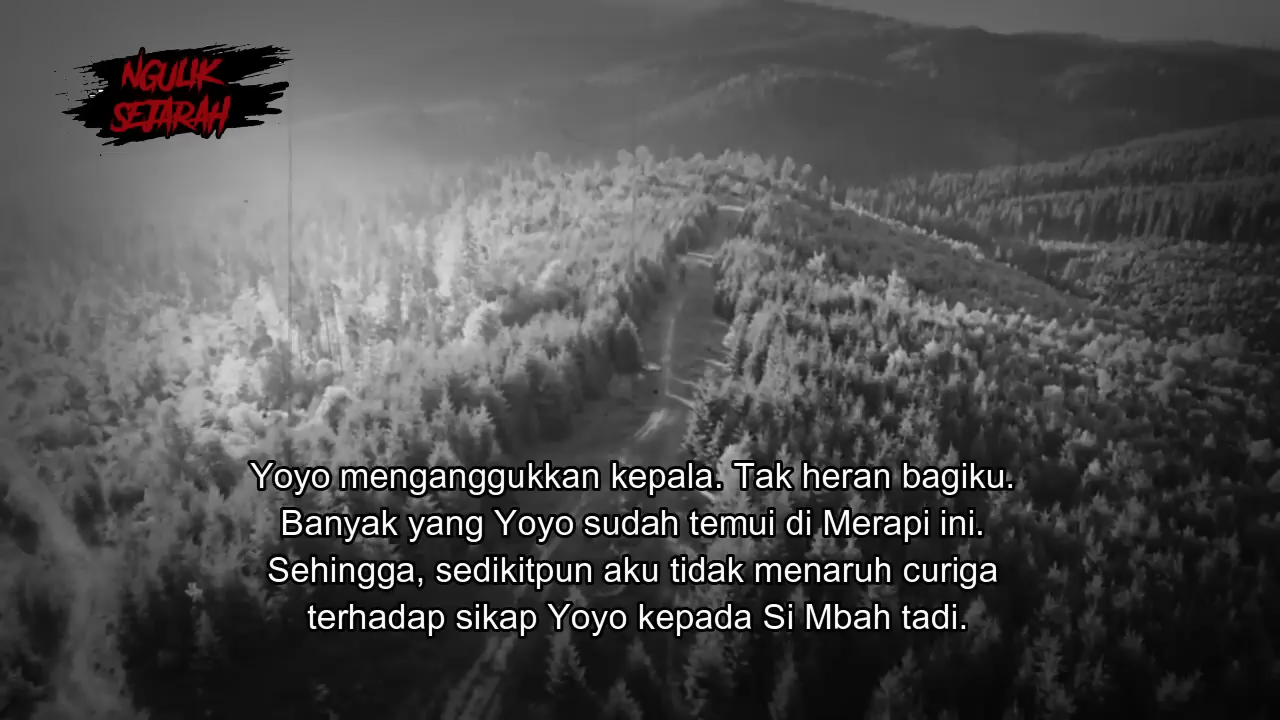 NGULIK
SEJARAH
Yoyo menganggukkan kepala. Tak heran bagiku.
Banyak yang Yoyo sudah temui di Merapi ini.
Sehingga, sedikitpun aku tidak menaruh curiga
terhadap sikap Yoyo kepada Si Mbah tadi.